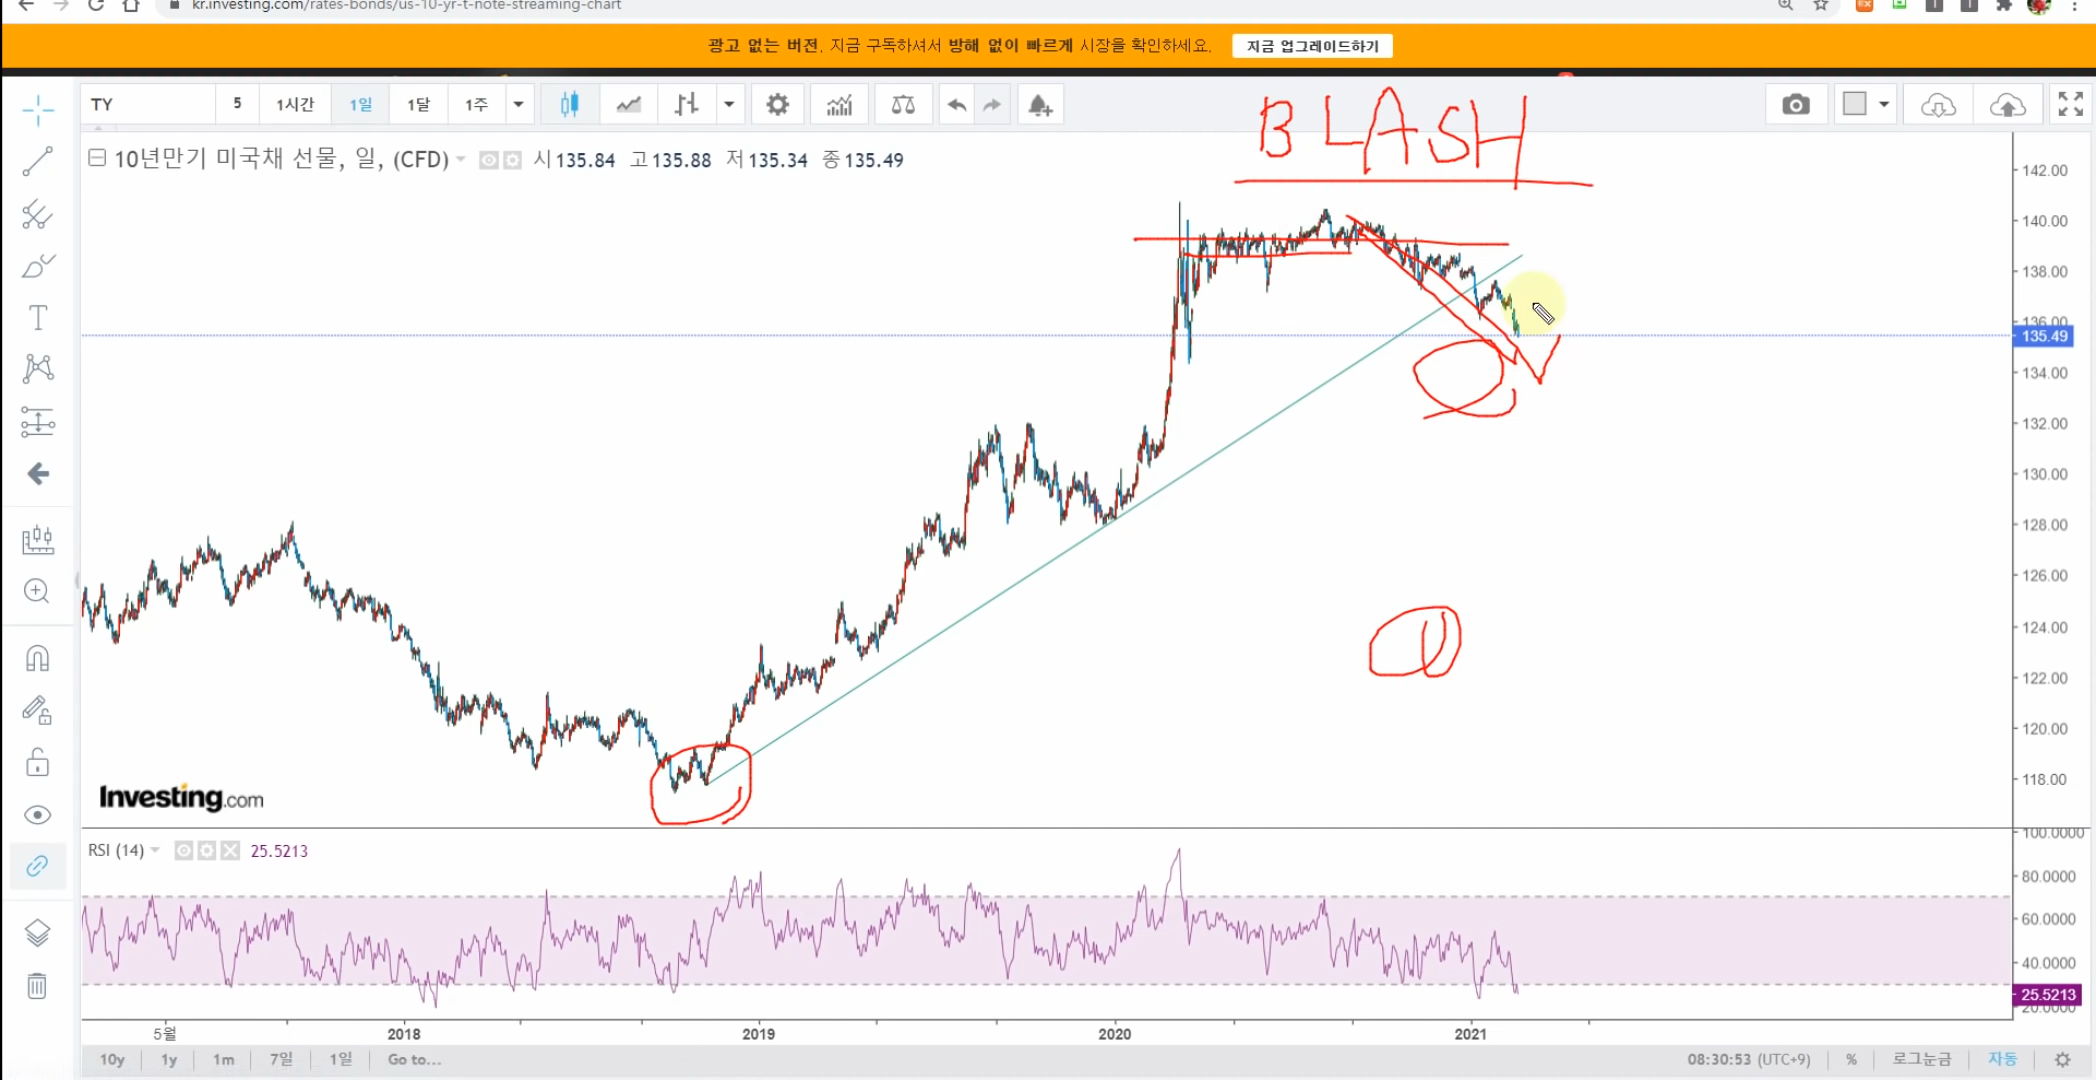 kr.investing.com/rates-bonds/us-10-yr-t-note-streaming-chart
광고 없는 버전. 지금 구독하셔서 방해 없이 빠르게 시장을 확인하세요. 지금 업그레이드하기
TY 5 1시간 1일 1달 1주
BLASH
10년만기 미국채 선물, 일, (CFD) 시 135.84 고 135.88 저 135.34 종 135.49
142.00
140.00
138.00
136.00
135.49
134.00
132.00
130.00
128.00
126.00
124.00
122.00
120.00
118.00
Investing.com
RSI (14) 25.5213
100.0000
80.0000
60.0000
40.0000
25.5213
20.0000
5월 2018 2019 2020 2021
10y 1y 1m 7일 1일 Go to... 08:30:53 (UTC+9) % 로그눈금 자동